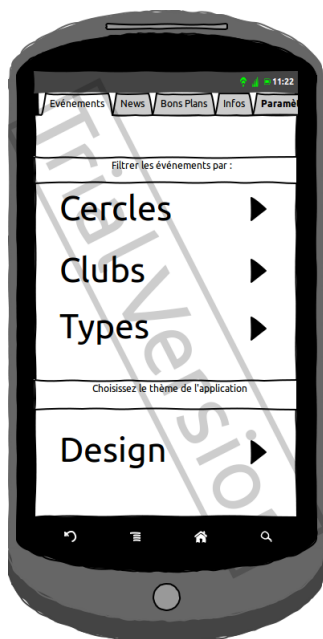 11:22
Evénements News Bons Plans Infos Paramè
Filtrer les événements par :
Cercles
Clubs
Types
Choisissez le thème de l'application
Design
Trial Version